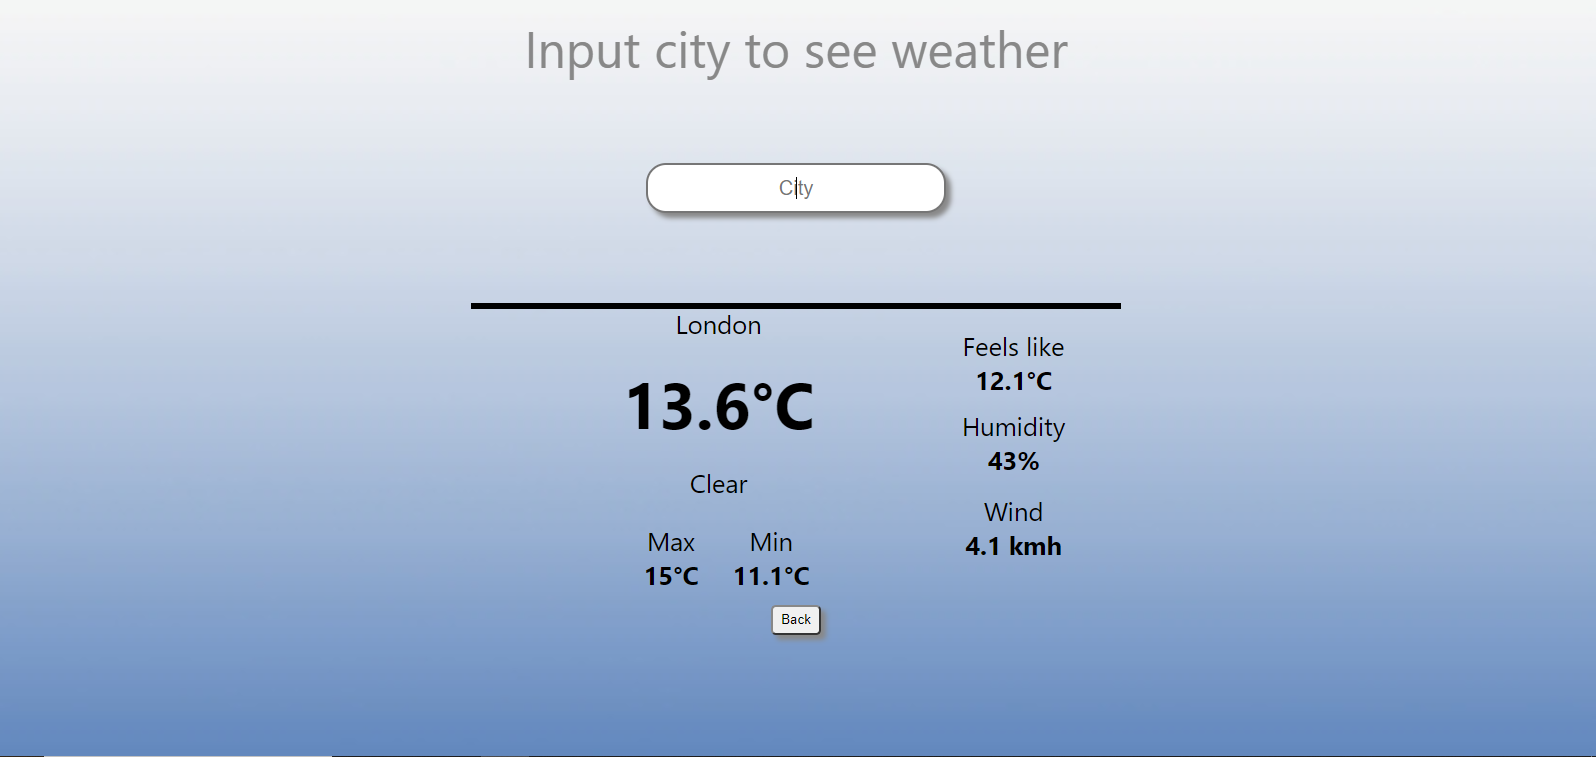 Input city to see weather
City
London
13.6°C
Clear
Max
15°C
Min
11.1°C
Feels like
12.1°C
Humidity
43%
Wind
4.1 kmh
Back